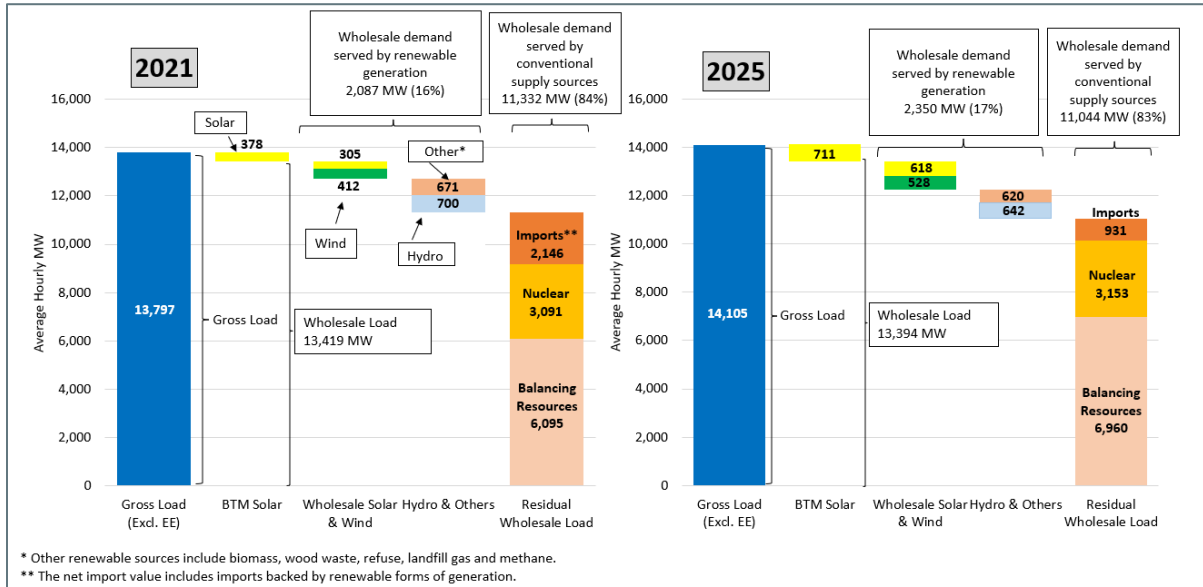 2021
Wholesale demand
served by renewable
generation
2,087 MW (16%)
Wholesale demand
served by
conventional
supply sources
11,332 MW (84%)
Average Hourly MW
16,000
14,000
12,000
10,000
8,000
6,000
4,000
2,000
0
Solar
378
305
412
Other*
671
700
Wind
Hydro
13,797
Gross Load
Wholesale Load
13,419 MW
Imports**
2,146
Nuclear
3,091
Balancing
Resources
6,095
Gross Load
(Excl. EE)
BTM Solar
Wholesale Solar
& Wind
Hydro & Others
Residual
Wholesale Load
2025
Wholesale demand
served by renewable
generation
2,350 MW (17%)
Wholesale demand
served by
conventional
supply sources
11,044 MW (83%)
Average Hourly MW
16,000
14,000
12,000
10,000
8,000
6,000
4,000
2,000
0
711
618
528
620
642
14,105
Gross Load
Wholesale Load
13,394 MW
Imports
931
Nuclear
3,153
Balancing
Resources
6,960
Gross Load
(Excl. EE)
BTM Solar
Wholesale Solar
& Wind
Hydro & Others
Residual
Wholesale Load
* Other renewable sources include biomass, wood waste, refuse, landfill gas and methane.
** The net import value includes imports backed by renewable forms of generation.